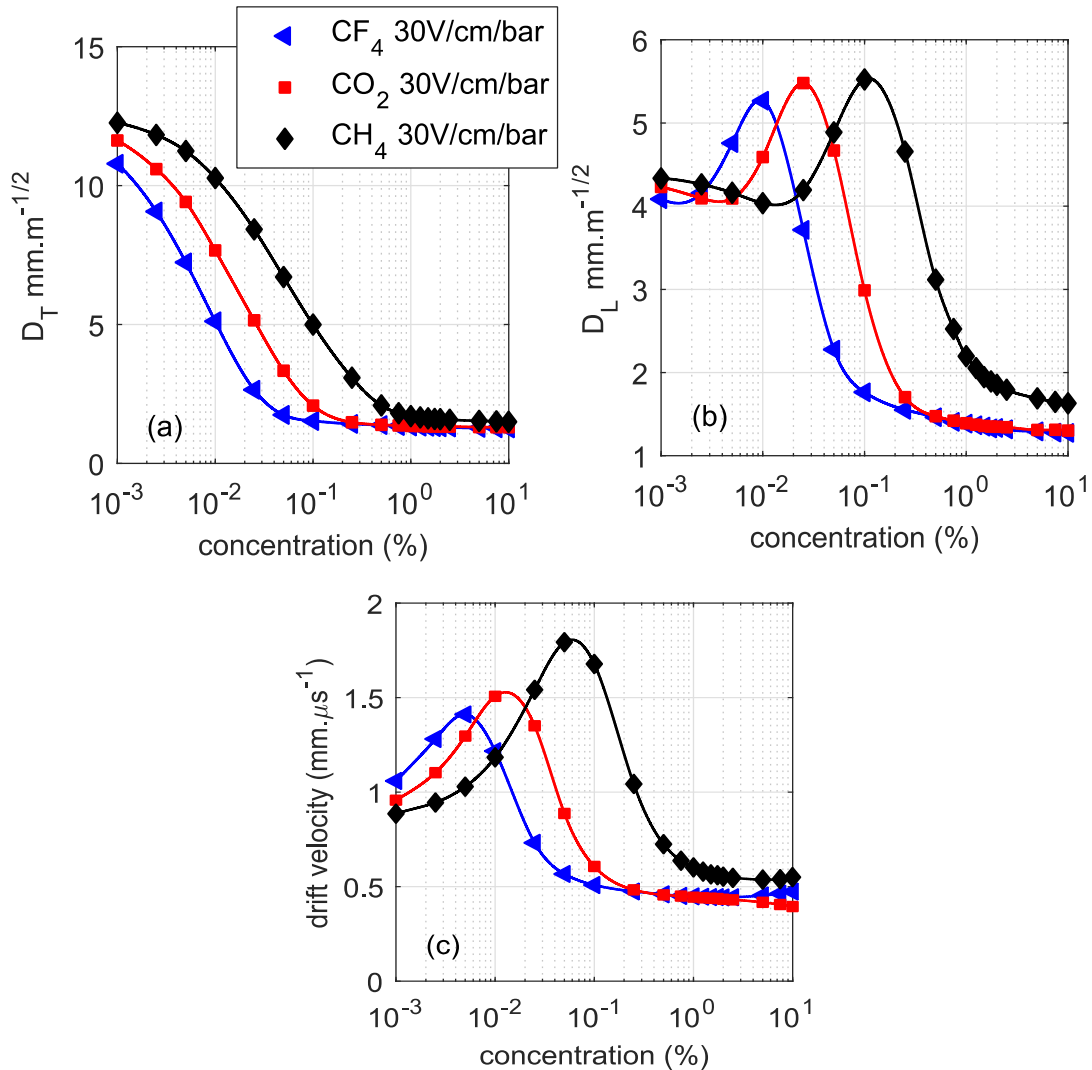 CF₄ 30V/cm/bar
CO₂ 30V/cm/bar
CH₄ 30V/cm/bar
15
10
5
0
D_T mm.m^{-1/2}
(a)
10⁻³ 10⁻² 10⁻¹ 10⁰ 10¹
concentration (%)
6
5
4
3
2
1
D_L mm.m^{-1/2}
(b)
10⁻³ 10⁻² 10⁻¹ 10⁰ 10¹
concentration (%)
2
1.5
1
0.5
0
drift velocity (mm.μs⁻¹)
(c)
10⁻³ 10⁻² 10⁻¹ 10⁰ 10¹
concentration (%)